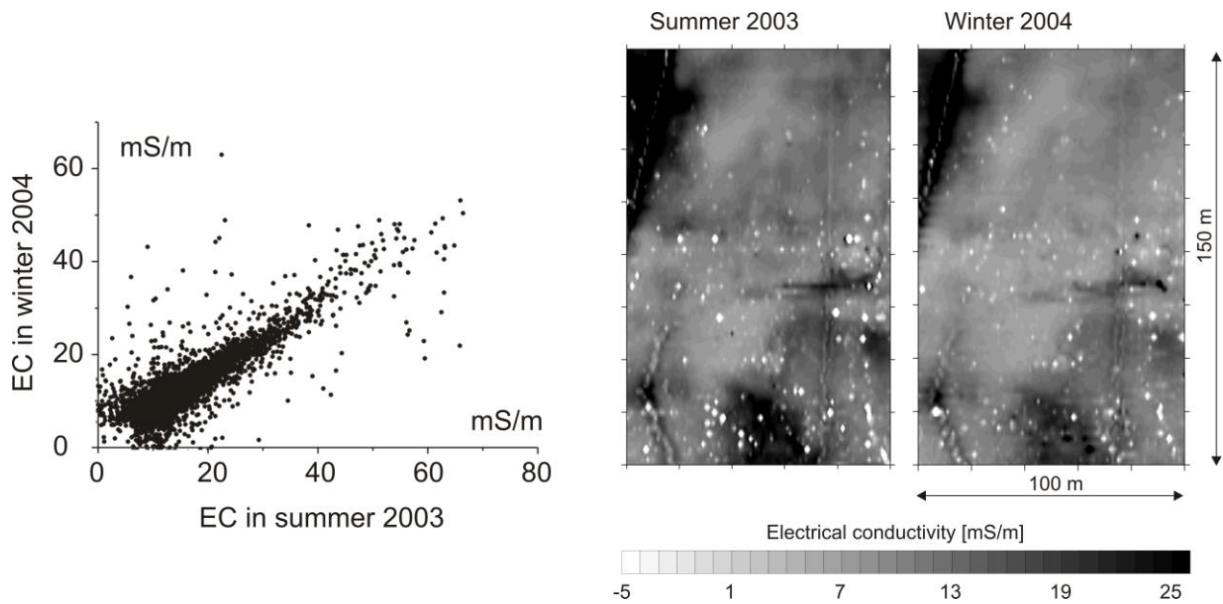 Summer 2003
Winter 2004
mS/m
60
40
20
0
EC in winter 2004
mS/m
0
20
40
60
80
EC in summer 2003
150 m
100 m
Electrical conductivity [mS/m]
-5
1
7
13
19
25